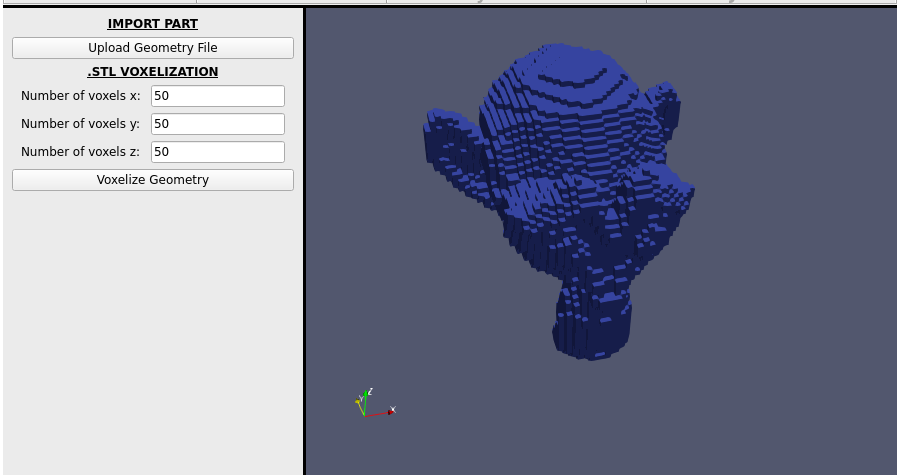 IMPORT PART
Upload Geometry File
.STL VOXELIZATION
Number of voxels x: 50
Number of voxels y: 50
Number of voxels z: 50
Voxelize Geometry
Z
Y
X